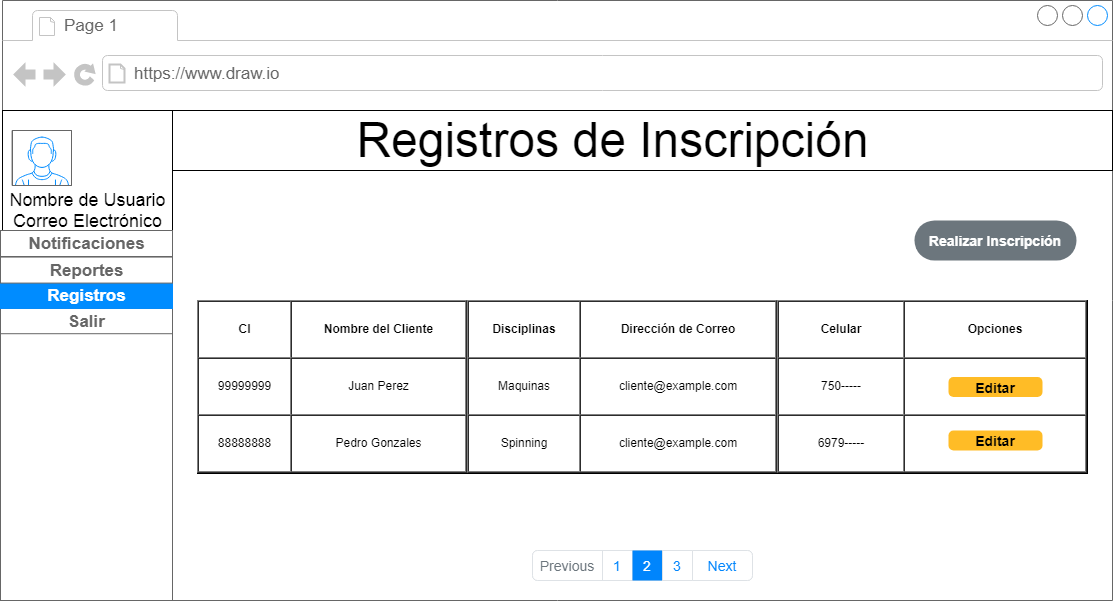 Page 1
https://www.draw.io
Registros de Inscripción
Nombre de Usuario
Correo Electrónico
Notificaciones
Reportes
Registros
Salir
Realizar Inscripción
CI Nombre del Cliente Disciplinas Dirección de Correo Celular Opciones
99999999 Juan Perez Maquinas cliente@example.com 750----- Editar
88888888 Pedro Gonzales Spinning cliente@example.com 6979----- Editar
Previous 1 2 3 Next